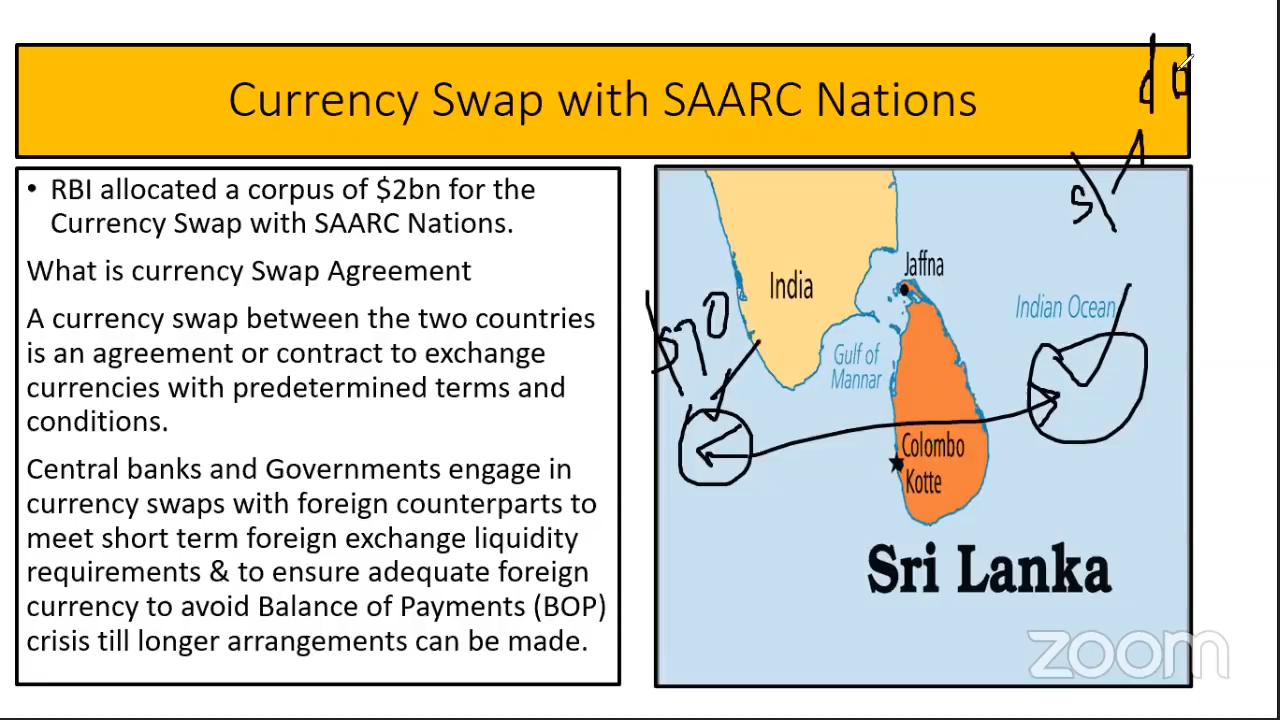 Currency Swap with SAARC Nations
• RBI allocated a corpus of $2bn for the
Currency Swap with SAARC Nations.
What is currency Swap Agreement
A currency swap between the two countries
is an agreement or contract to exchange
currencies with predetermined terms and
conditions.
Central banks and Governments engage in
currency swaps with foreign counterparts to
meet short term foreign exchange liquidity
requirements & to ensure adequate foreign
currency to avoid Balance of Payments (BOP)
crisis till longer arrangements can be made.
Jaffna
India
Indian Ocean
Gulf of
Mannar
Colombo
Kotte
Sri Lanka
zoom